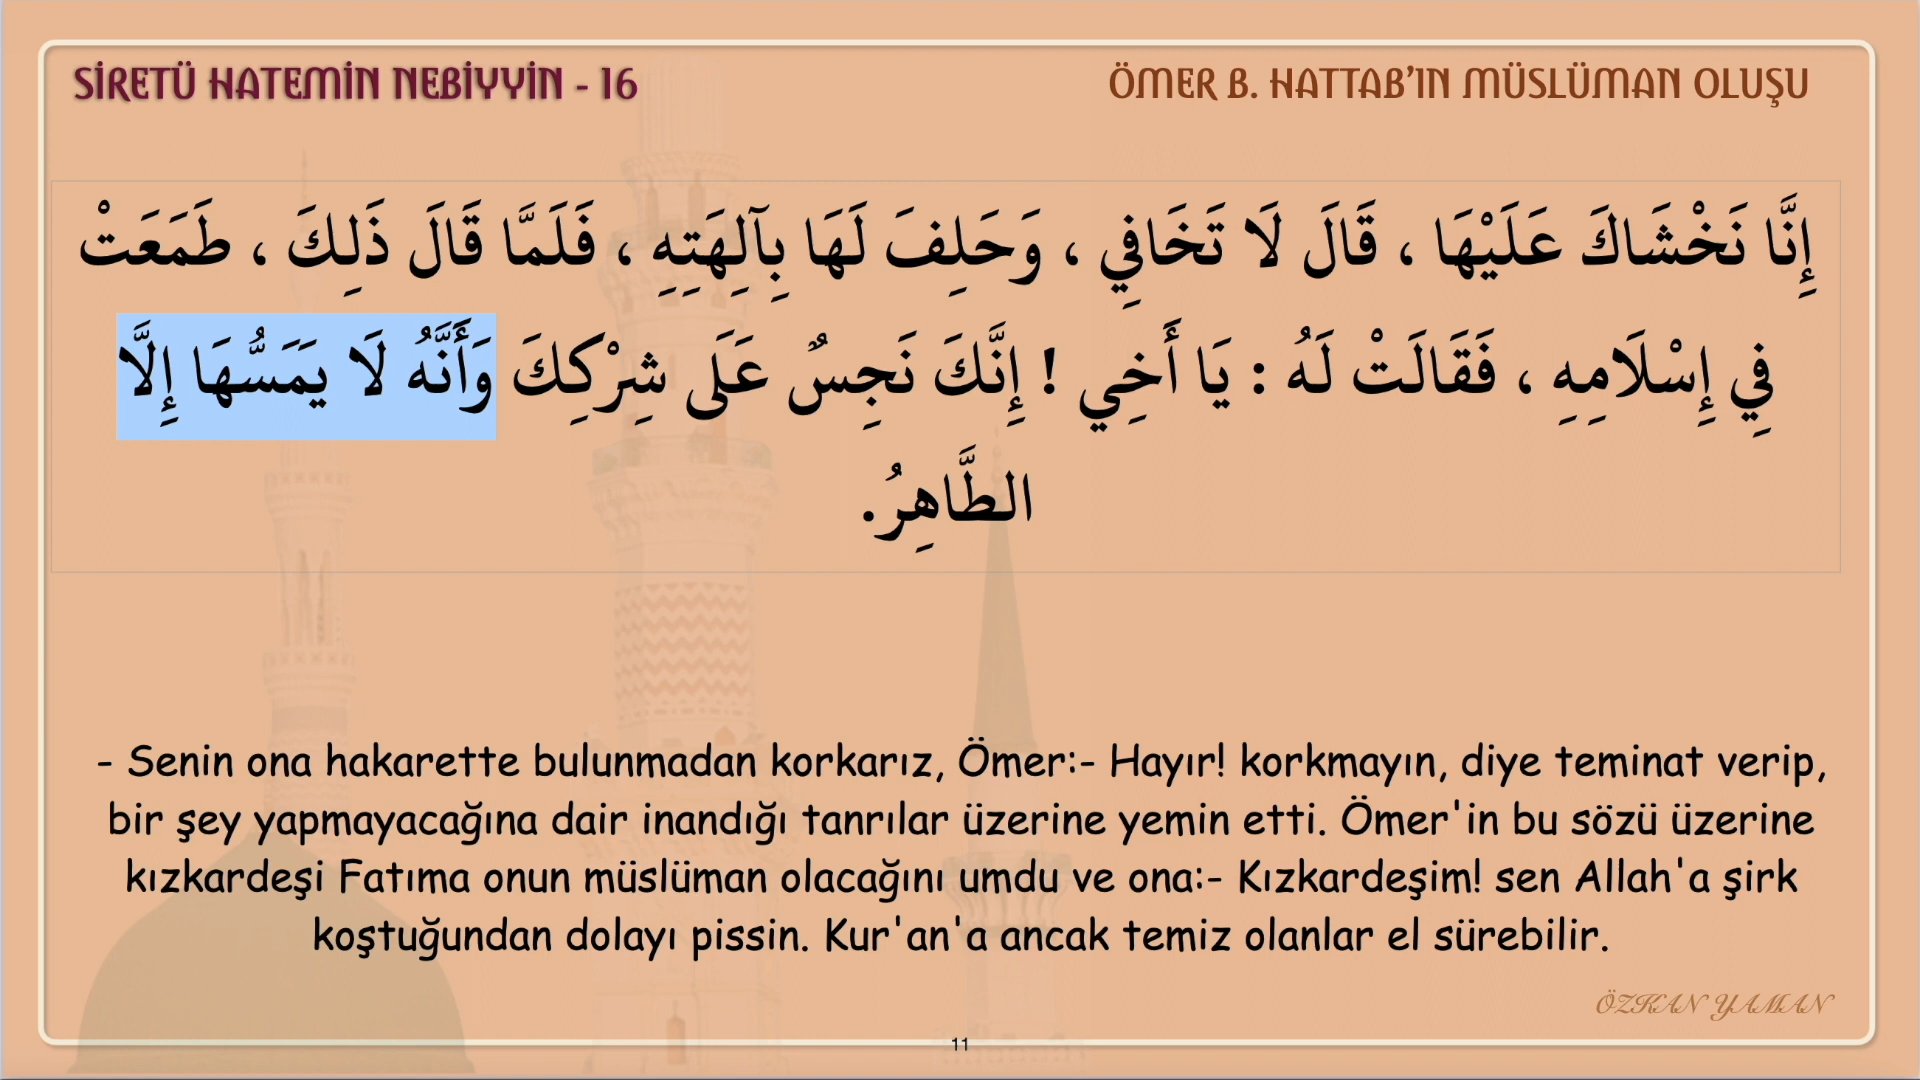 SİRETÜ HATEMİN NEBİYYİN - 16
ÖMER B. HATTAB'IN MÜSLÜMAN OLUŞU
إِنَّا نَخْشَاكَ عَلَيْهَا ، قَالَ لَا تَخَافِي ، وَحَلِفَ لَهَا بِآلِهَتِهِ ، فَلَمَّا قَالَ ذَلِكَ ، طَمَعَتْ
فِي إِسْلَامِهِ ، فَقَالَتْ لَهُ : يَا أَخِي ! إِنَّكَ نَجِسٌ عَلَى شِرْكِكَ وَأَنَّهُ لَا يَمَسُّهَا إِلَّا
الطَّاهِرُ.
- Senin ona hakarette bulunmadan korkarız, Ömer:- Hayır! korkmayın, diye teminat verip,
bir şey yapmayacağına dair inandığı tanrılar üzerine yemin etti. Ömer'in bu sözü üzerine
kızkardeşi Fatıma onun müslüman olacağını umdu ve ona:- Kızkardeşim! sen Allah'a şirk
koştuğundan dolayı pissin. Kur'an'a ancak temiz olanlar el sürebilir.
ÖZKAN YAMAN
11